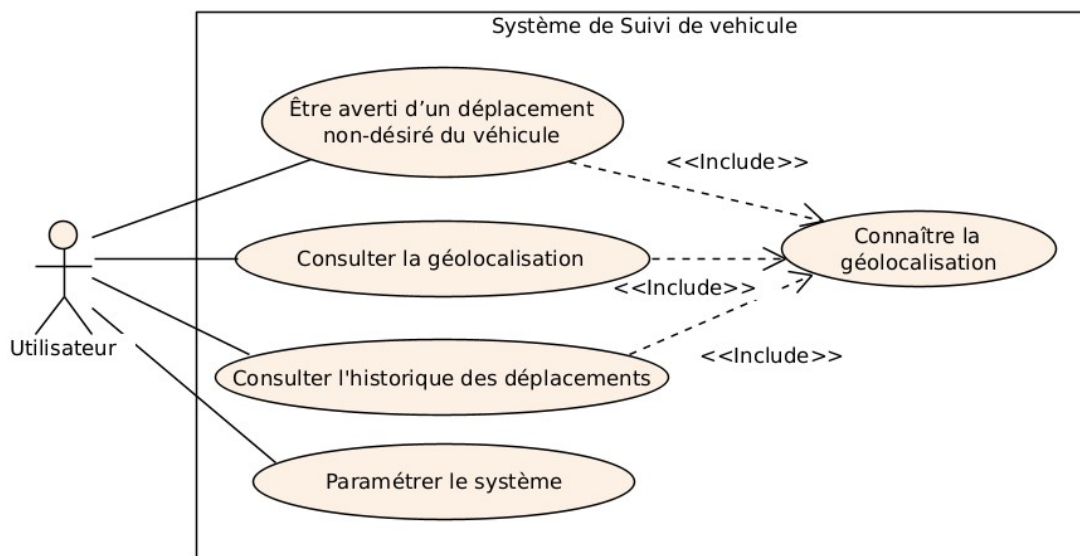 Système de Suivi de vehicule
Être averti d’un déplacement
non-désiré du véhicule
<<Include>>
Connaître la
géolocalisation
Consulter la géolocalisation
<<Include>>
Utilisateur
<<Include>>
Consulter l'historique des déplacements
Paramétrer le système